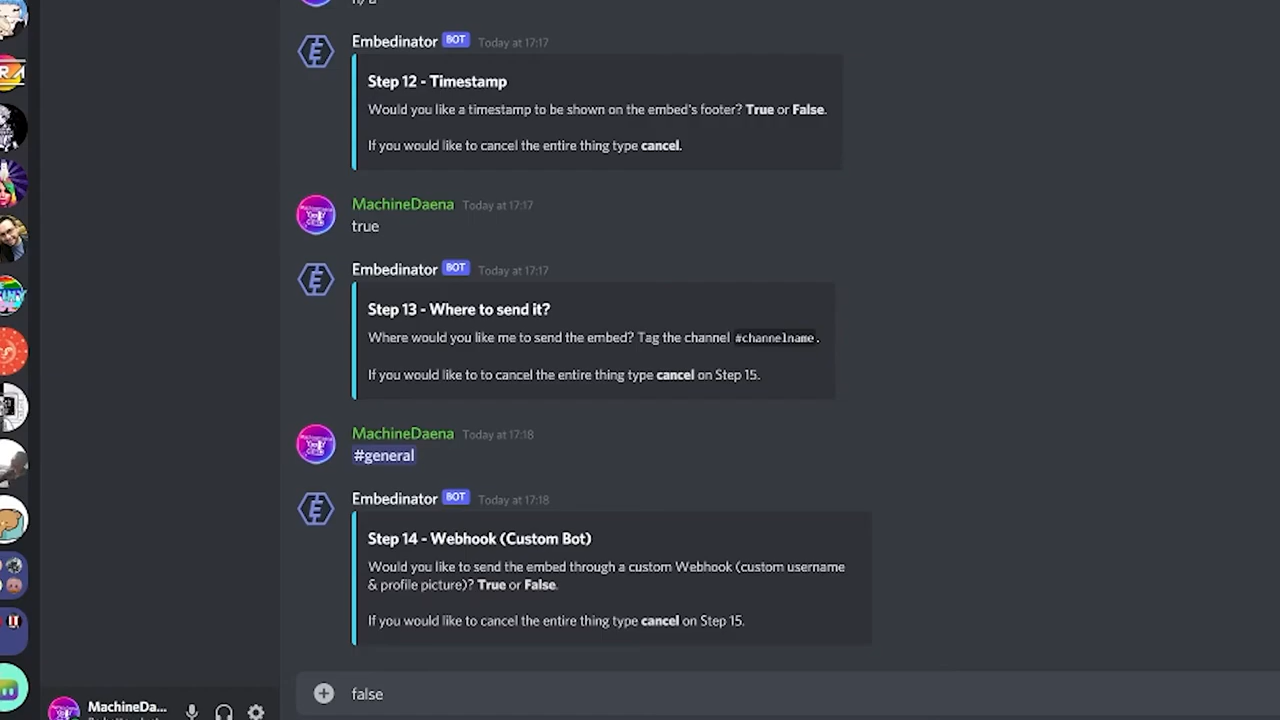 Embedinator BOT Today at 17:17
Step 12 - Timestamp
Would you like a timestamp to be shown on the embed's footer? True or False.
If you would like to cancel the entire thing type cancel.
MachineDaena Today at 17:17
true
Embedinator BOT Today at 17:17
Step 13 - Where to send it?
Where would you like me to send the embed? Tag the channel #channelname.
If you would like to to cancel the entire thing type cancel on Step 15.
MachineDaena Today at 17:18
#general
Embedinator BOT Today at 17:18
Step 14 - Webhook (Custom Bot)
Would you like to send the embed through a custom Webhook (custom username
& profile picture)? True or False.
If you would like to cancel the entire thing type cancel on Step 15.
false
MachineDa...